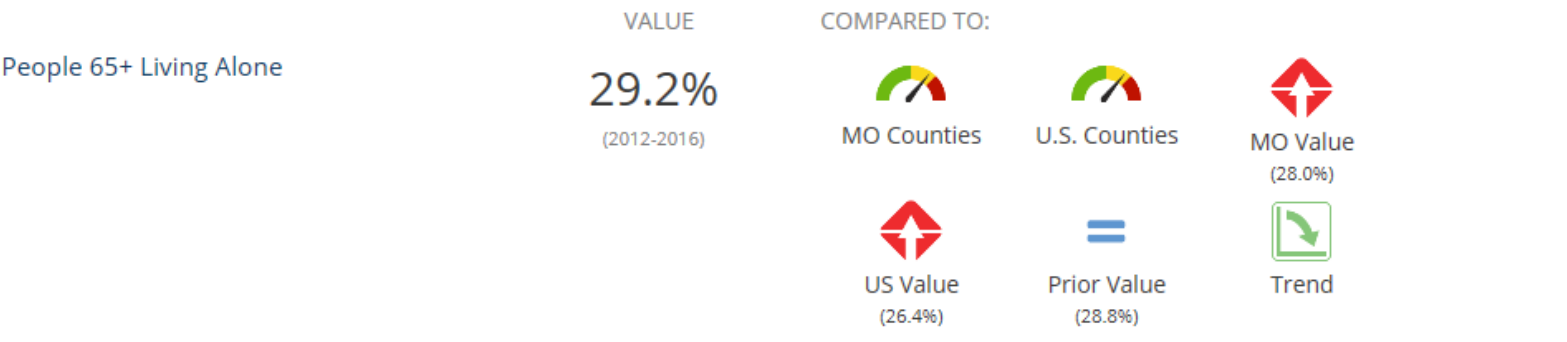 VALUE
COMPARED TO:
People 65+ Living Alone
29.2%
(2012-2016)
MO Counties
U.S. Counties
MO Value
(28.0%)
US Value
(26.4%)
Prior Value
(28.8%)
Trend